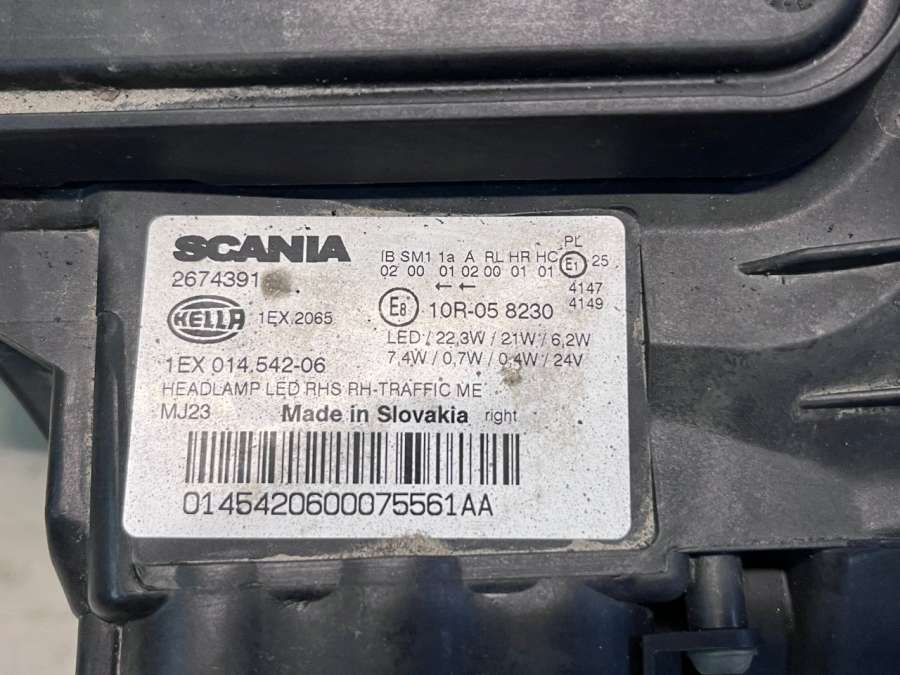 SCANIA
2674391
HELLA 1EX.2065
1EX 014.542-06
HEADLAMP LED RHS RH-TRAFFIC ME
MJ23 Made in Slovakia right
PL
IB SM1 1a A RL HR HC E1 25
02 00 01 02 00 01 01
←← 4147
4149
E8 10R-05 8230
LED / 22,3W / 21W / 6,2W
7,4W / 0,7W / 0,4W / 24V
0145420600075561AA